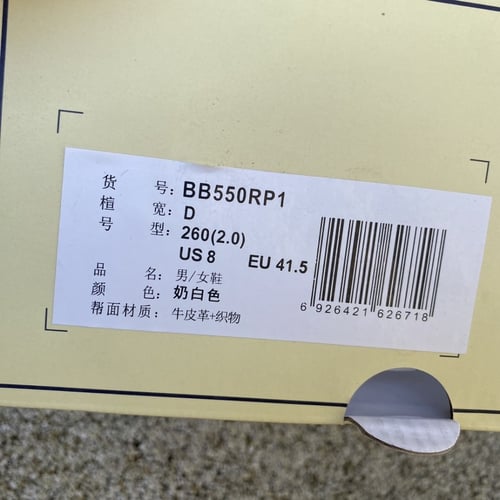 货 号: BB550RP1
楦 宽: D
号 型: 260(2.0)
US 8 EU 41.5
品 名: 男/女鞋
颜 色: 奶白色
帮面材质: 牛皮革+织物
6 926421 626718